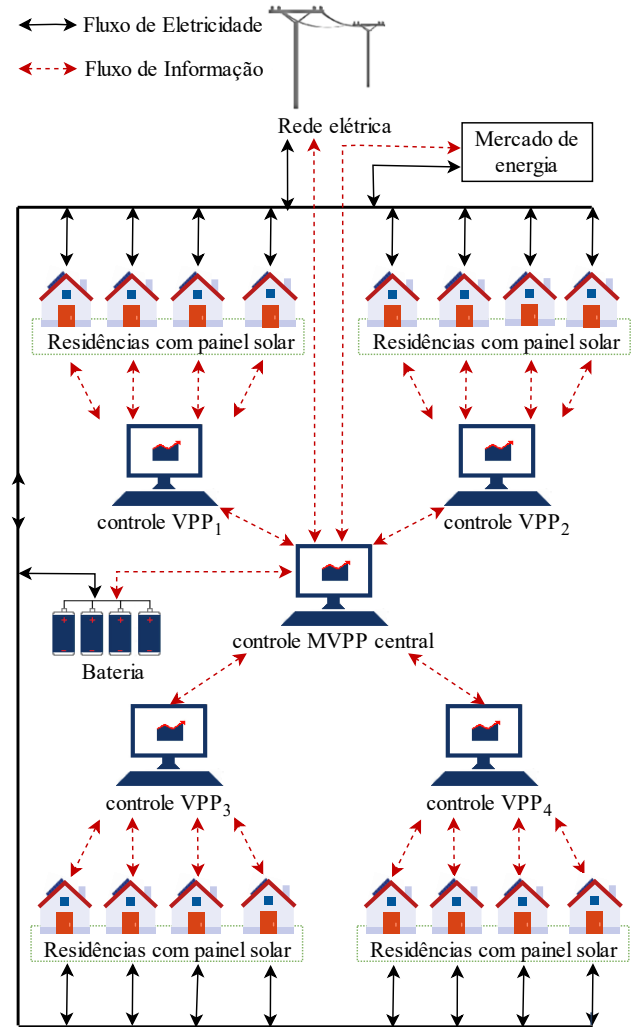 Fluxo de Eletricidade
Fluxo de Informação
Rede elétrica
Mercado de
energia
Residências com painel solar
Residências com painel solar
controle VPP1
controle VPP2
controle MVPP central
Bateria
controle VPP3
controle VPP4
Residências com painel solar
Residências com painel solar